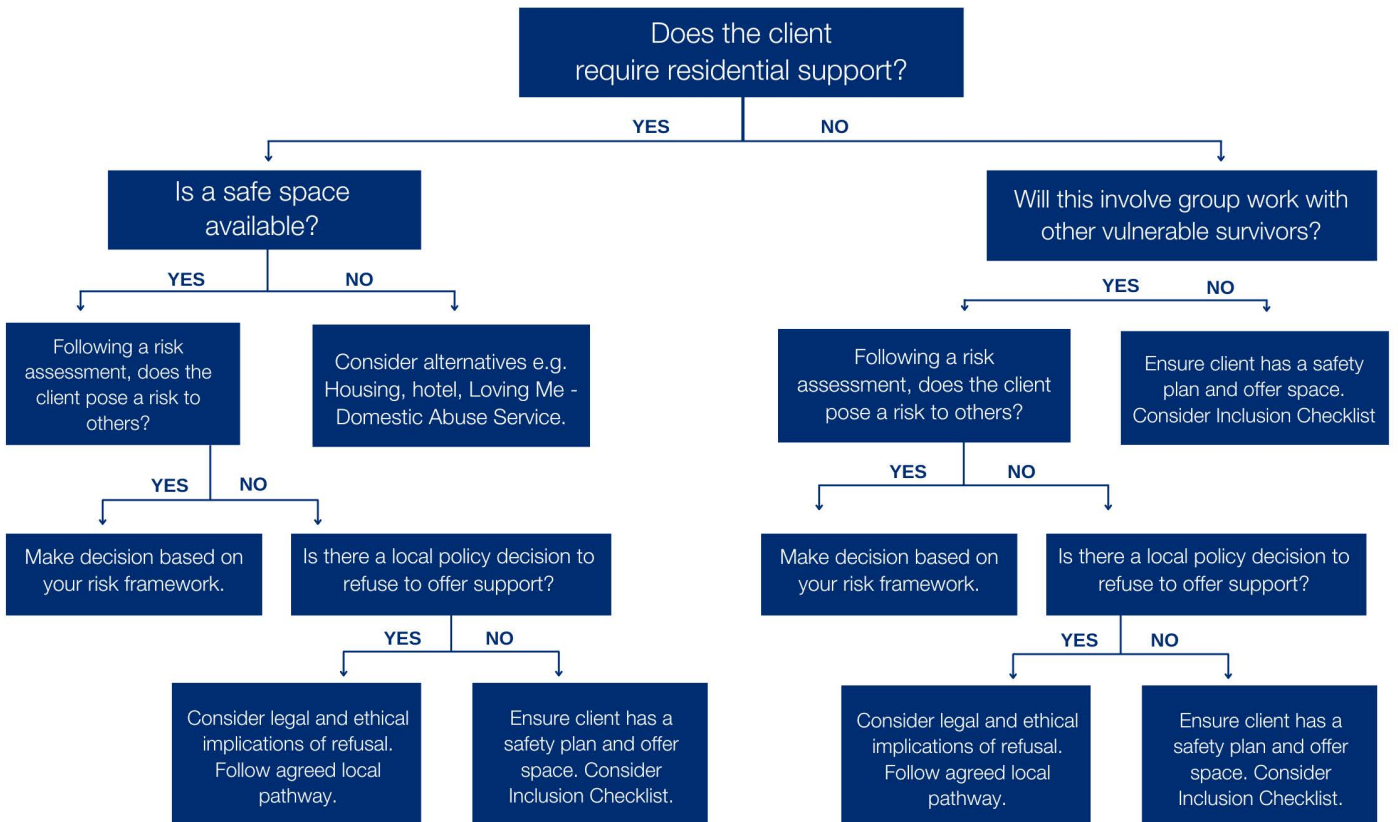 Does the client
require residential support?
YES
NO
Is a safe space
available?
Will this involve group work with
other vulnerable survivors?
YES
NO
YES
NO
Following a risk
assessment, does the
client pose a risk to
others?
Consider alternatives e.g.
Housing, hotel, Loving Me -
Domestic Abuse Service.
Following a risk
assessment, does the client
pose a risk to others?
Ensure client has a safety
plan and offer space.
Consider Inclusion Checklist
YES
NO
YES
NO
Make decision based on
your risk framework.
Is there a local policy decision to
refuse to offer support?
Make decision based on
your risk framework.
Is there a local policy decision to
refuse to offer support?
YES
NO
YES
NO
Consider legal and ethical
implications of refusal.
Follow agreed local
pathway.
Ensure client has a
safety plan and offer
space. Consider
Inclusion Checklist.
Consider legal and ethical
implications of refusal.
Follow agreed local
pathway.
Ensure client has a
safety plan and offer
space. Consider
Inclusion Checklist.